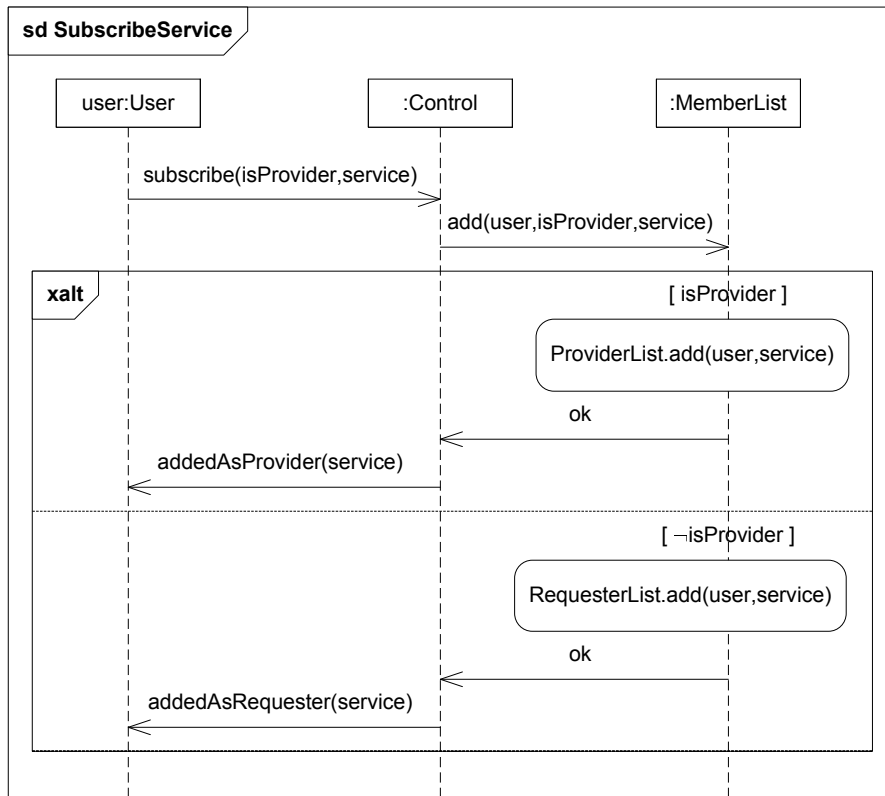 sd SubscribeService
user:User
:Control
:MemberList
subscribe(isProvider,service)
add(user,isProvider,service)
xalt
[ isProvider ]
ProviderList.add(user,service)
ok
addedAsProvider(service)
[ ¬isProvider ]
RequesterList.add(user,service)
ok
addedAsRequester(service)